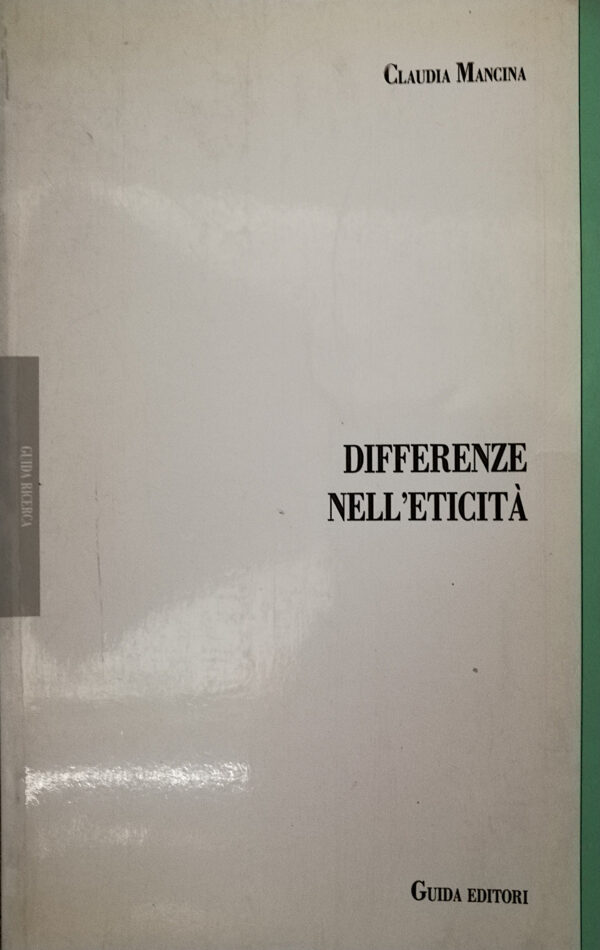 CLAUDIA MANCINA
DIFFERENZE
NELL'ETICITÀ
GUIDA RICERCA
GUIDA EDITORI